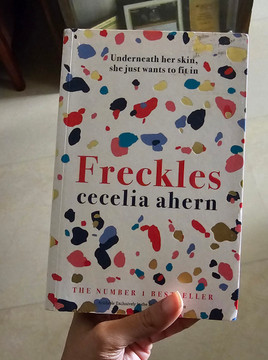 Underneath her skin,
she just wants to fit in
Freckles
cecelia ahern
THE NUMBER 1 BESTSELLER